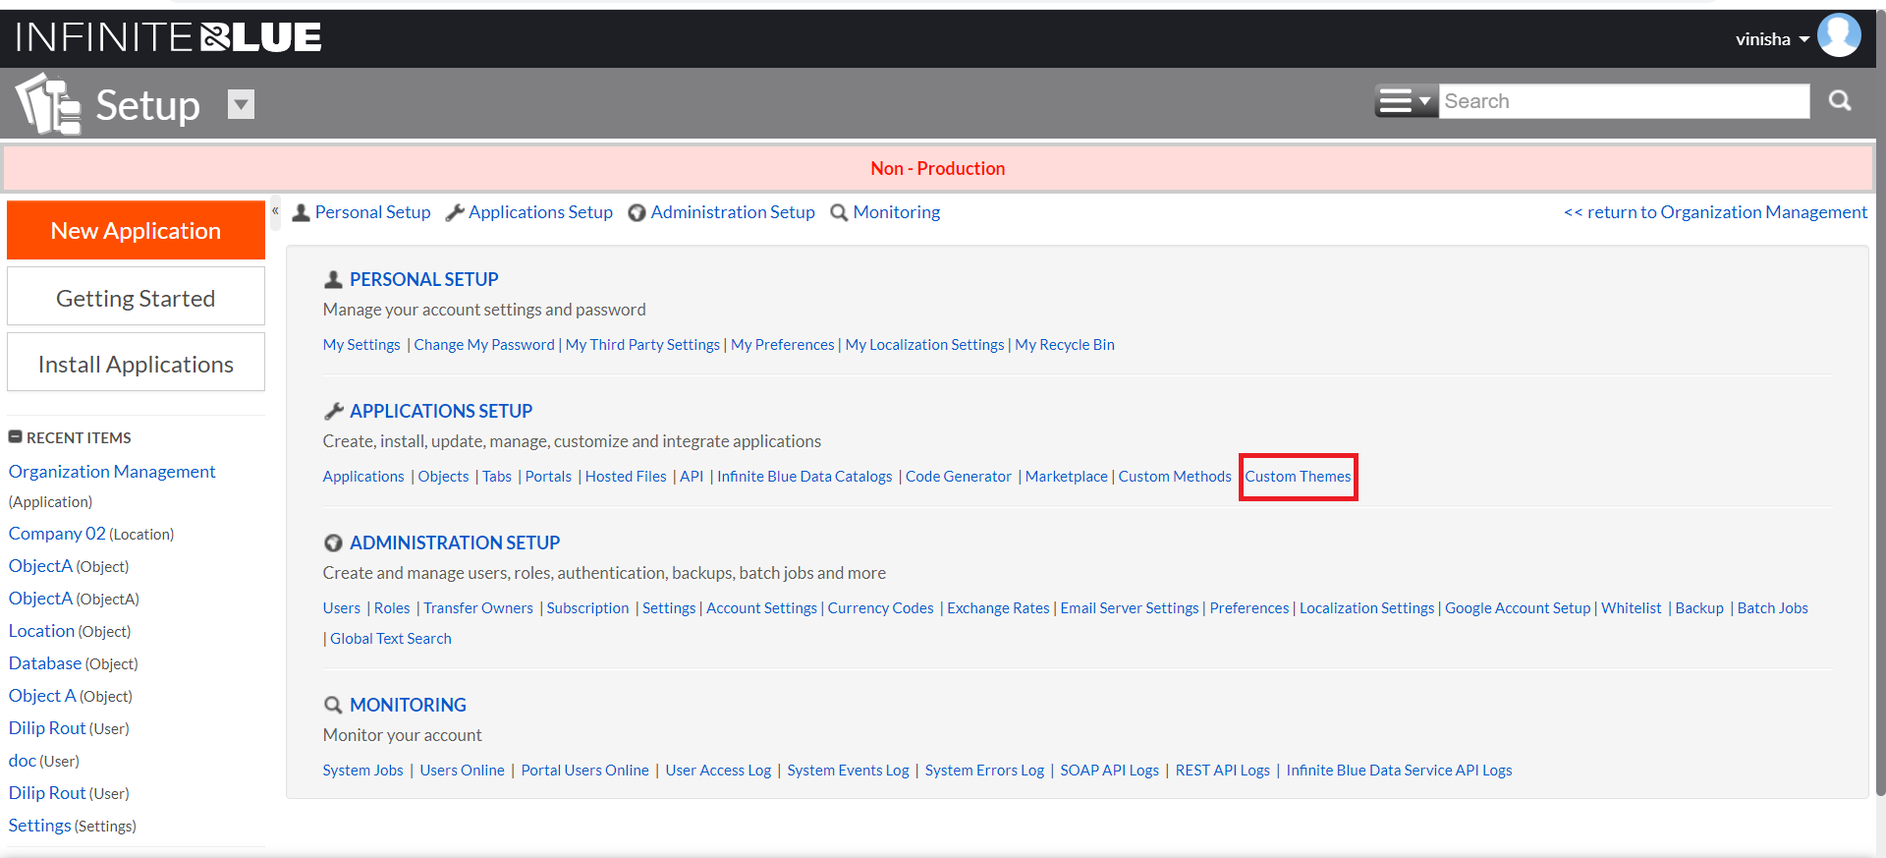 INFINITE BLUE
vinisha
Setup
Search
Non - Production
New Application
Getting Started
Install Applications
RECENT ITEMS
Organization Management
(Application)
Company 02 (Location)
ObjectA (Object)
ObjectA (ObjectA)
Location (Object)
Database (Object)
Object A (Object)
Dilip Rout (User)
doc (User)
Dilip Rout (User)
Settings (Settings)
«
Personal Setup Applications Setup Administration Setup Monitoring
<< return to Organization Management
PERSONAL SETUP
Manage your account settings and password
My Settings | Change My Password | My Third Party Settings | My Preferences | My Localization Settings | My Recycle Bin
APPLICATIONS SETUP
Create, install, update, manage, customize and integrate applications
Applications | Objects | Tabs | Portals | Hosted Files | API | Infinite Blue Data Catalogs | Code Generator | Marketplace | Custom Methods Custom Themes
ADMINISTRATION SETUP
Create and manage users, roles, authentication, backups, batch jobs and more
Users | Roles | Transfer Owners | Subscription | Settings | Account Settings | Currency Codes | Exchange Rates | Email Server Settings | Preferences | Localization Settings | Google Account Setup | Whitelist | Backup | Batch Jobs
| Global Text Search
MONITORING
Monitor your account
System Jobs | Users Online | Portal Users Online | User Access Log | System Events Log | System Errors Log | SOAP API Logs | REST API Logs | Infinite Blue Data Service API Logs